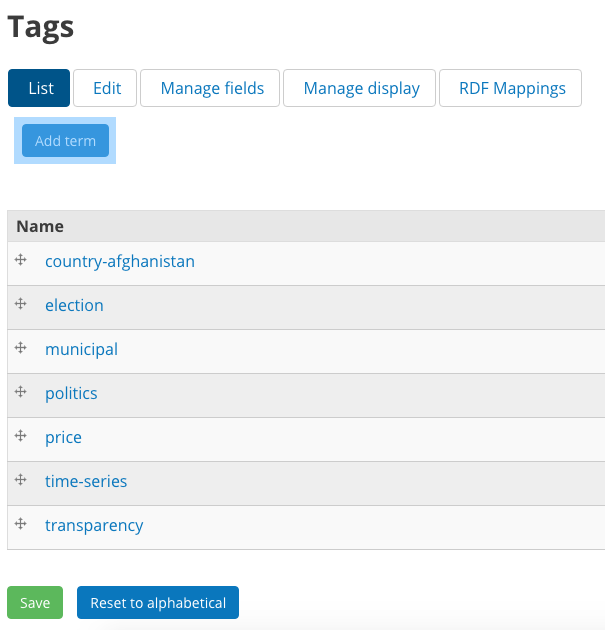 Tags
List Edit Manage fields Manage display RDF Mappings
Add term
Name
country-afghanistan
election
municipal
politics
price
time-series
transparency
Save Reset to alphabetical